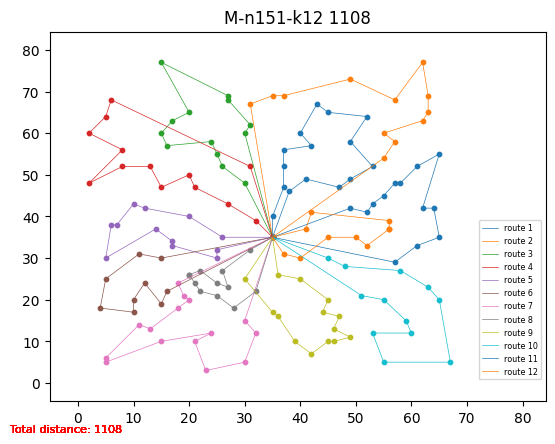 M-n151-k12 1108
80
70
60
50
40
30
20
10
0
0 10 20 30 40 50 60 70 80
route 1
route 2
route 3
route 4
route 5
route 6
route 7
route 8
route 9
route 10
route 11
route 12
Total distance: 1108